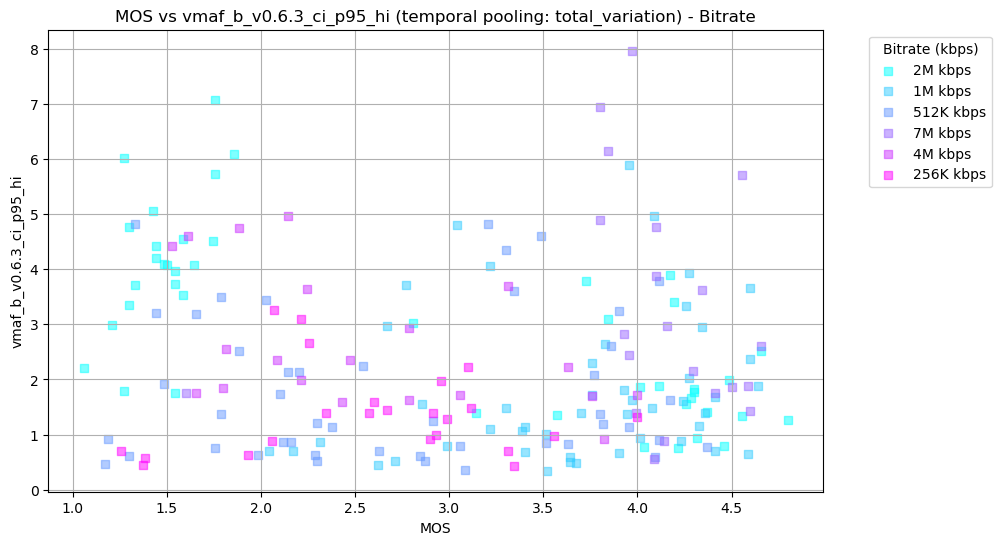 MOS vs vmaf_b_v0.6.3_ci_p95_hi (temporal pooling: total_variation) - Bitrate
Bitrate (kbps)
2M kbps
1M kbps
512K kbps
7M kbps
4M kbps
256K kbps
vmaf_b_v0.6.3_ci_p95_hi
8
7
6
5
4
3
2
1
0
1.0 1.5 2.0 2.5 3.0 3.5 4.0 4.5
MOS